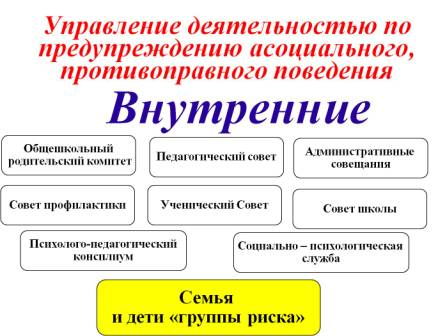 Управление деятельностью по
предупреждению асоциального,
противоправного поведения
Внутренние
Общешкольный
родительский комитет
Педагогический совет
Административные
совещания
Совет профилактики
Ученический Совет
Совет школы
Психолого-педагогический
консилиум
Социально – психологическая
служба
Семья
и дети «группы риска»